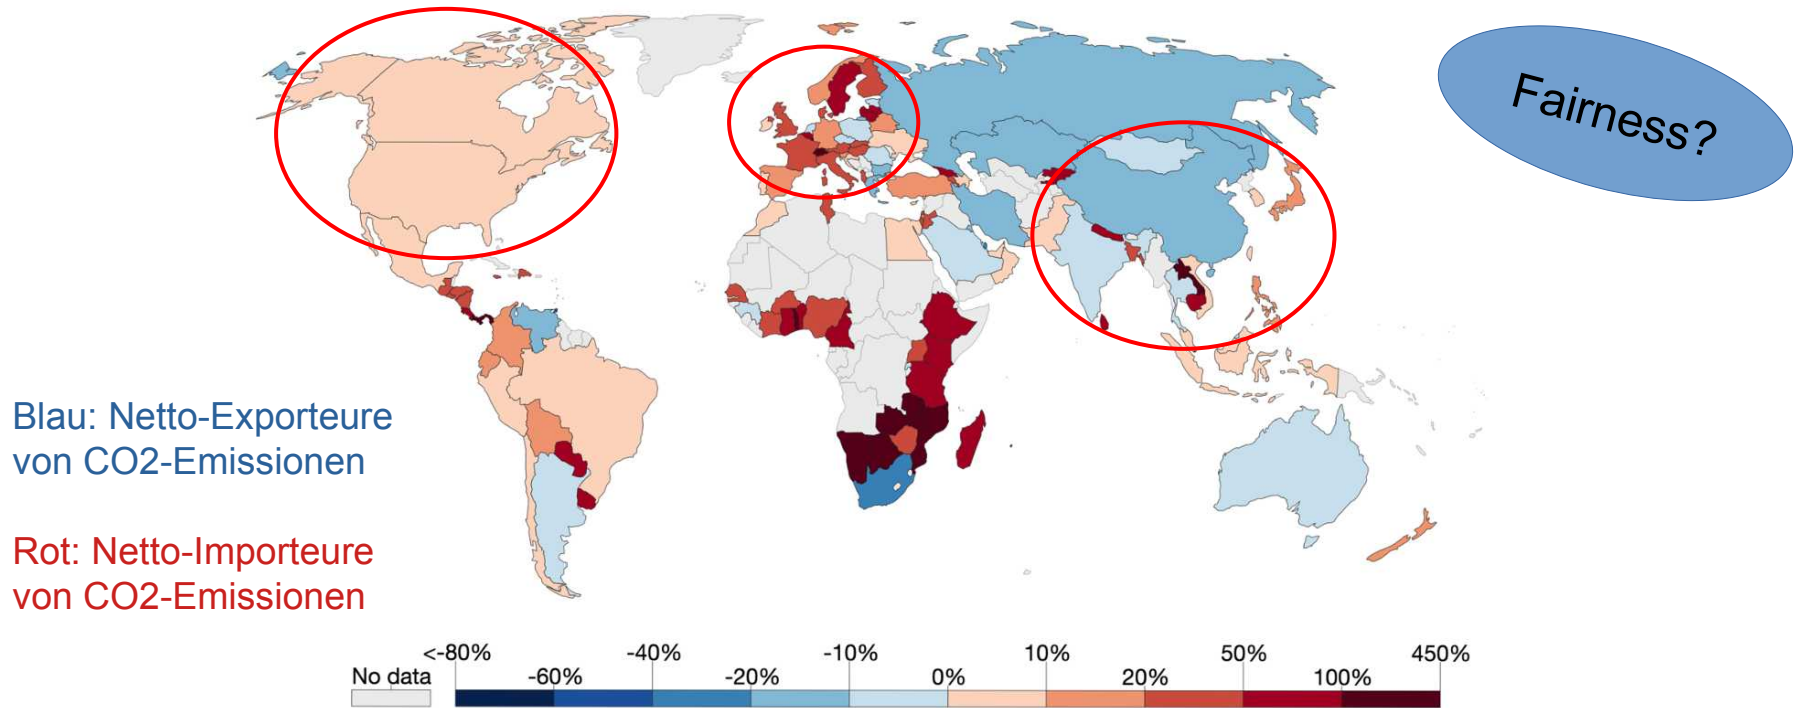 Fairness?
Blau: Netto-Exporteure
von CO2-Emissionen
Rot: Netto-Importeure
von CO2-Emissionen
<-80% -40% -10% 10% 50% 450%
No data -60% -20% 0% 20% 100%